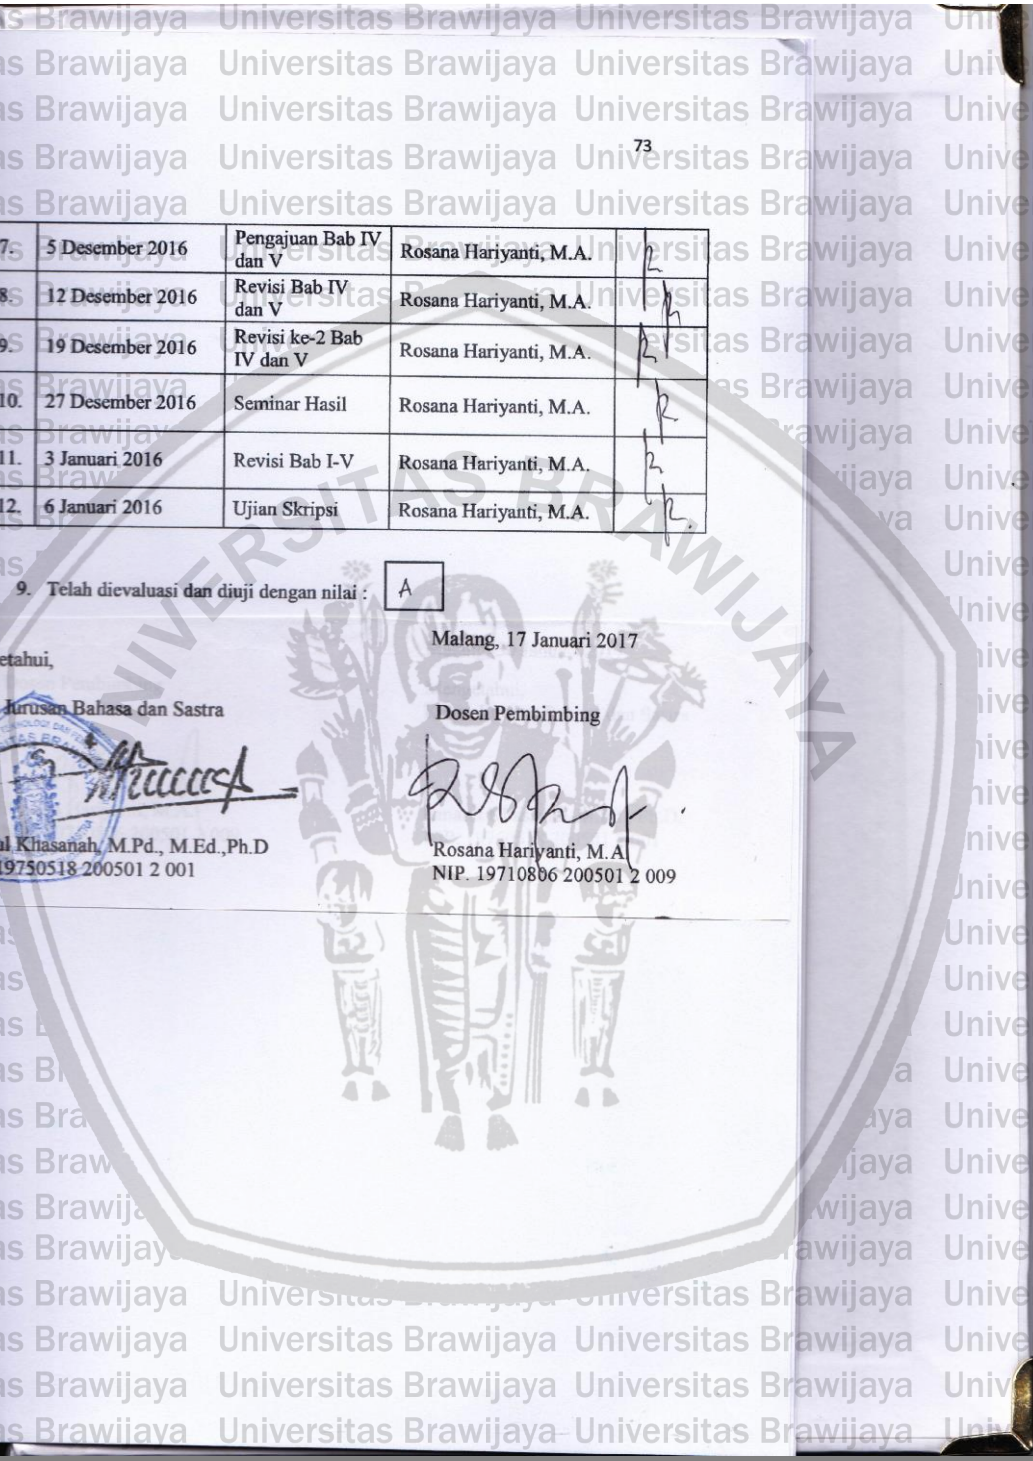 73
7. 5 Desember 2016 Pengajuan Bab IV dan V Rosana Hariyanti, M.A.
8. 12 Desember 2016 Revisi Bab IV dan V Rosana Hariyanti, M.A.
9. 19 Desember 2016 Revisi ke-2 Bab IV dan V Rosana Hariyanti, M.A.
10. 27 Desember 2016 Seminar Hasil Rosana Hariyanti, M.A.
11. 3 Januari 2016 Revisi Bab I-V Rosana Hariyanti, M.A.
12. 6 Januari 2016 Ujian Skripsi Rosana Hariyanti, M.A.
9. Telah dievaluasi dan diuji dengan nilai : A
Malang, 17 Januari 2017
etahui,
Jurusan Bahasa dan Sastra
Dosen Pembimbing
Khasanah, M.Pd., M.Ed.,Ph.D
19750518 200501 2 001
Rosana Hariyanti, M.A
NIP. 19710806 200501 2 009
UNIVERSITAS BRAWIJAYA
Universitas Brawijaya